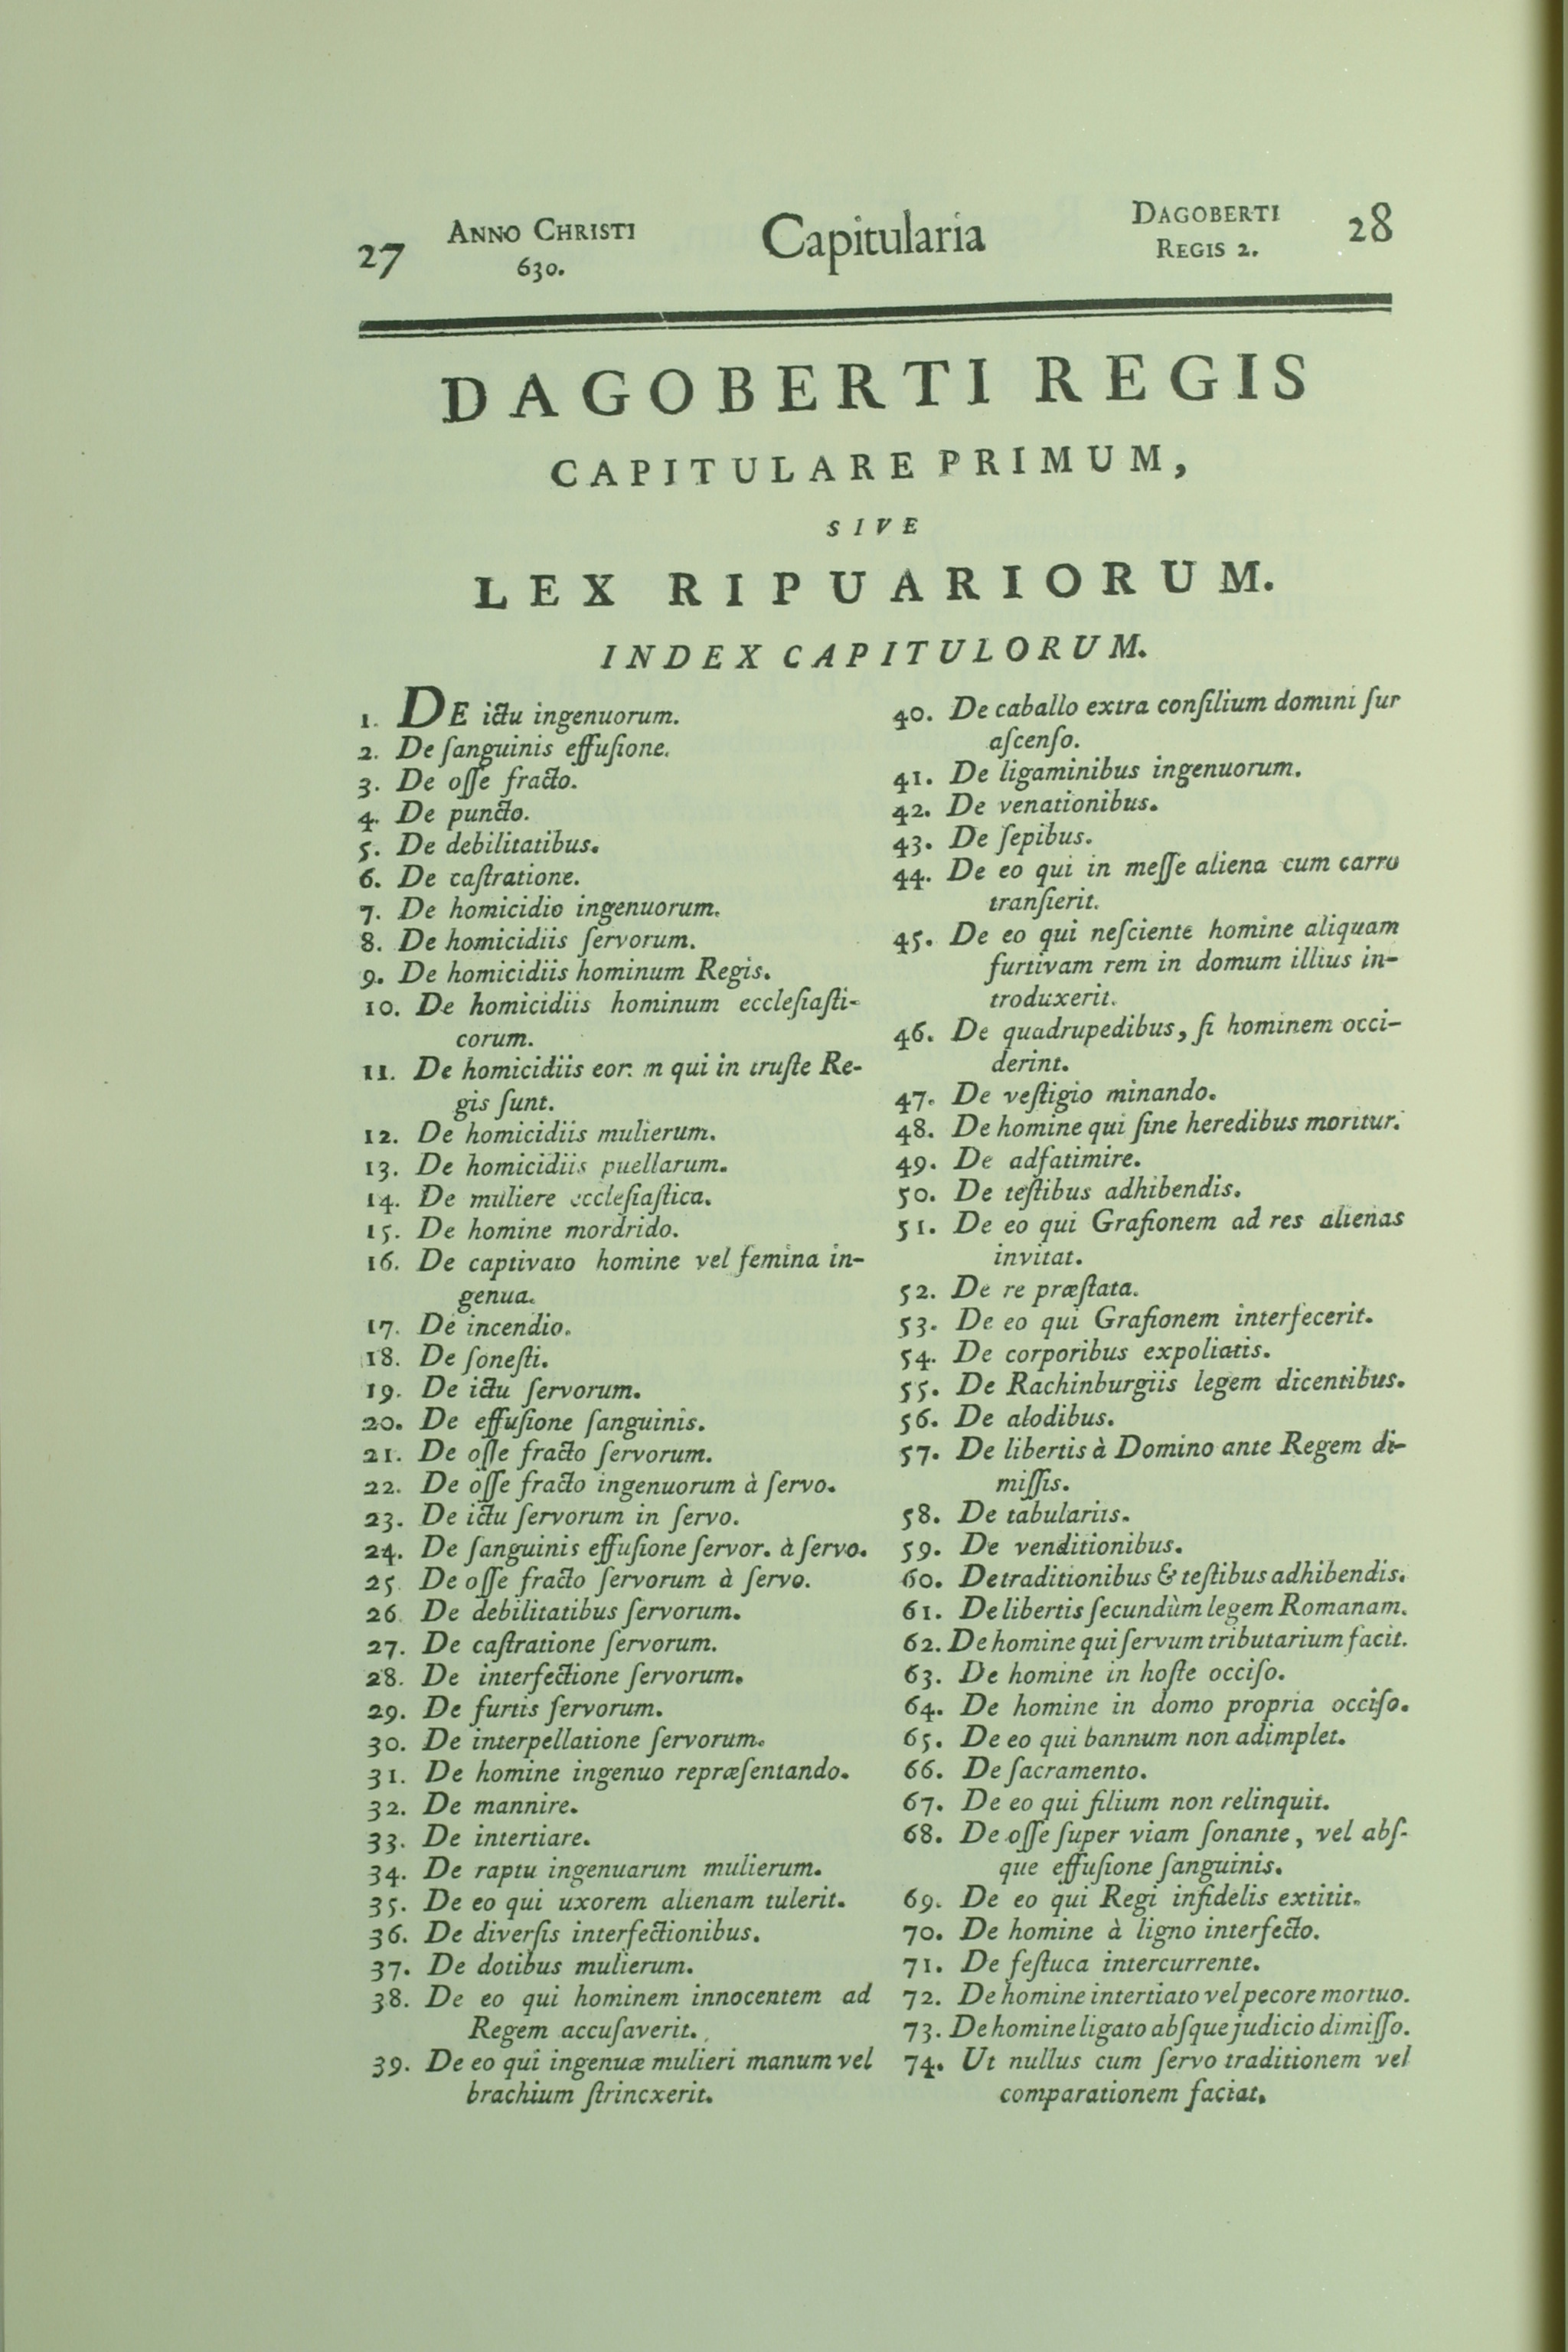 27 ANNO CHRISTI 630. Capitularia DAGOBERTI REGIS 2. 28
DAGOBERTI REGIS
CAPITULARE PRIMUM,
SIVE
LEX RIPUARIORUM.
INDEX CAPITULORUM.
1. DE ictu ingenuorum.
2. De ſanguinis effuſione.
3. De oſſe fracto.
4. De puncto.
5. De debilitatibus.
6. De caſtratione.
7. De homicidio ingenuorum.
8. De homicidiis ſervorum.
9. De homicidiis hominum Regis.
10. De homicidiis hominum eccleſiaſti-
corum.
11. De homicidiis eor m qui in truſte Re-
gis ſunt.
12. De homicidiis mulierum.
13. De homicidiis puellarum.
14. De muliere eccleſiaſtica.
15. De homine mordrido.
16. De captivato homine vel femina in-
genua.
17. De incendio.
18. De ſoneſti.
19. De ictu ſervorum.
20. De effuſione ſanguinis.
21. De oſſe fracto ſervorum.
22. De oſſe fracto ingenuorum à ſervo.
23. De ictu ſervorum in ſervo.
24. De ſanguinis effuſione ſervor. à ſervo.
25. De oſſe fracto ſervorum à ſervo.
26. De debilitatibus ſervorum.
27. De caſtratione ſervorum.
28. De interfectione ſervorum.
29. De furtis ſervorum.
30. De interpellatione ſervorum.
31. De homine ingenuo repræſentando.
32. De mannire.
33. De intertiare.
34. De raptu ingenuarum mulierum.
35. De eo qui uxorem alienam tulerit.
36. De diverſis interfectionibus.
37. De dotibus mulierum.
38. De eo qui hominem innocentem ad
Regem accuſaverit.
39. De eo qui ingenuæ mulieri manum vel
brachium ſtrincxerit.
40. De caballo extra conſilium domini ſur
aſcenſo.
41. De ligaminibus ingenuorum.
42. De venationibus.
43. De ſepibus.
44. De eo qui in meſſe aliena cum carro
tranſierit.
45. De eo qui neſciente homine aliquam
furtivam rem in domum illius in-
troduxerit.
46. De quadrupedibus, ſi hominem occi-
derint.
47. De veſtigio minando.
48. De homine qui ſine heredibus moritur.
49. De adfatimire.
50. De teſtibus adhibendis.
51. De eo qui Grafionem ad res alienas
invitat.
52. De re præſtata.
53. De eo qui Grafionem interfecerit.
54. De corporibus expoliatis.
55. De Rachinburgiis legem dicentibus.
56. De alodibus.
57. De libertis à Domino ante Regem di-
miſſis.
58. De tabulariis.
59. De venditionibus.
60. De traditionibus & teſtibus adhibendis.
61. De libertis ſecundùm legem Romanam.
62. De homine qui ſervum tributarium facit.
63. De homine in hoſte occiſo.
64. De homine in domo propria occiſo.
65. De eo qui bannum non adimplet.
66. De ſacramento.
67. De eo qui filium non relinquit.
68. De oſſe ſuper viam ſonante, vel abſ-
que effuſione ſanguinis.
69. De eo qui Regi infidelis extitit.
70. De homine à ligno interfecto.
71. De feſtuca intercurrente.
72. De homine intertiato vel pecore mortuo.
73. De homine ligato abſque judicio dimiſſo.
74. Ut nullus cum ſervo traditionem vel
comparationem faciat.